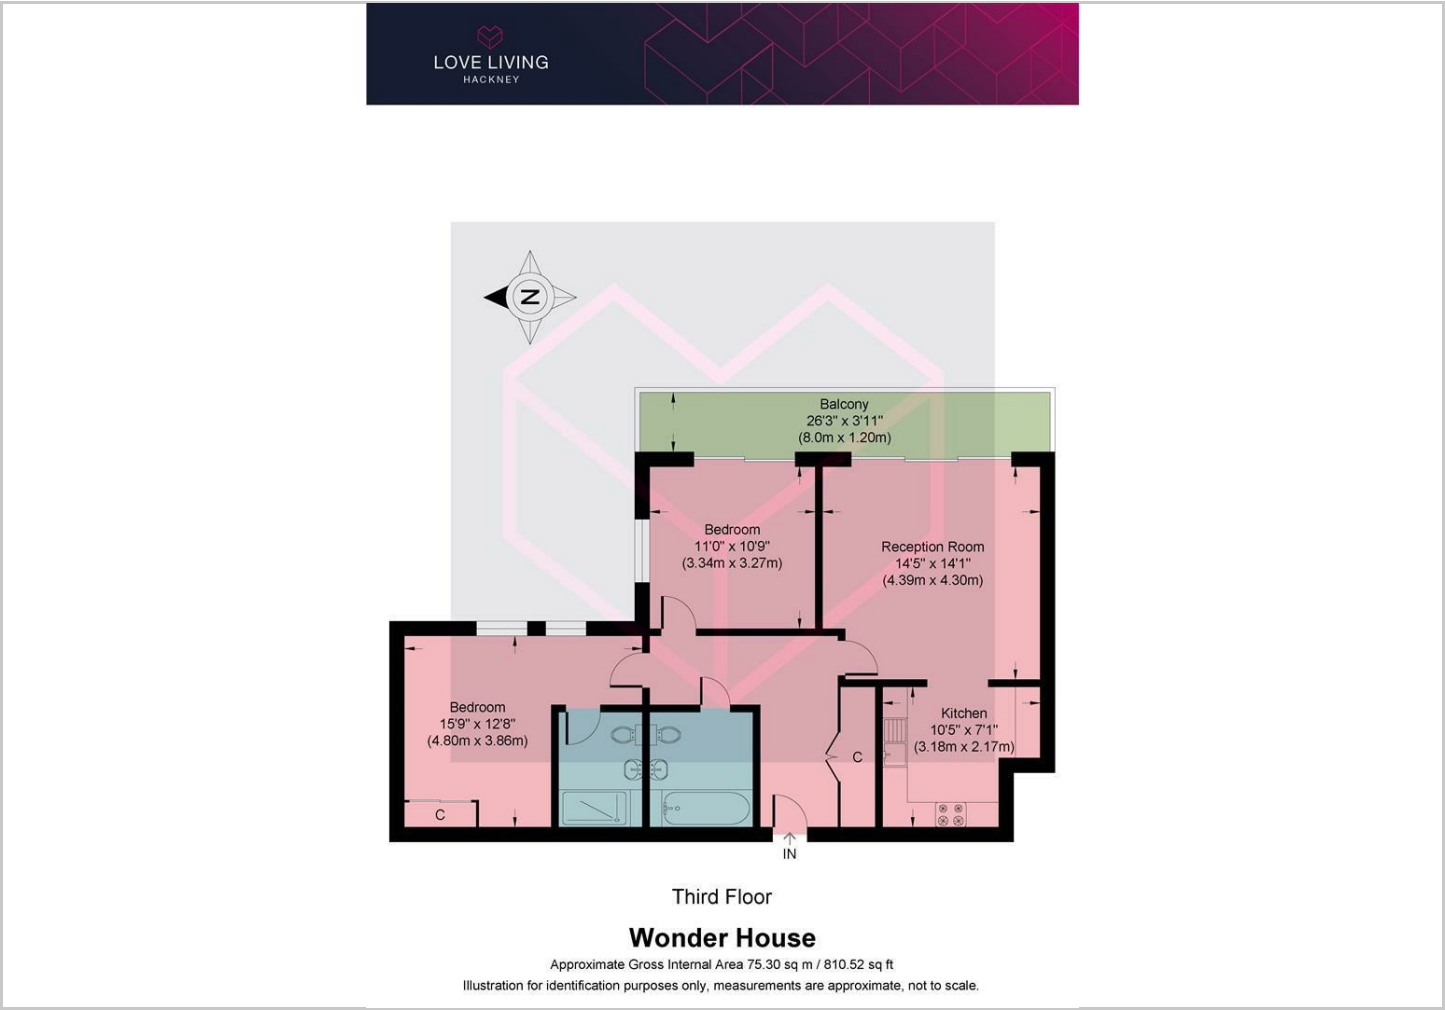 LOVE LIVING
HACKNEY
N
Balcony
26'3" x 3'11"
(8.0m x 1.20m)
Bedroom
11'0" x 10'9"
(3.34m x 3.27m)
Reception Room
14'5" x 14'1"
(4.39m x 4.30m)
Bedroom
15'9" x 12'8"
(4.80m x 3.86m)
Kitchen
10'5" x 7'1"
(3.18m x 2.17m)
C
C
IN
Third Floor
Wonder House
Approximate Gross Internal Area 75.30 sq m / 810.52 sq ft
Illustration for identification purposes only, measurements are approximate, not to scale.